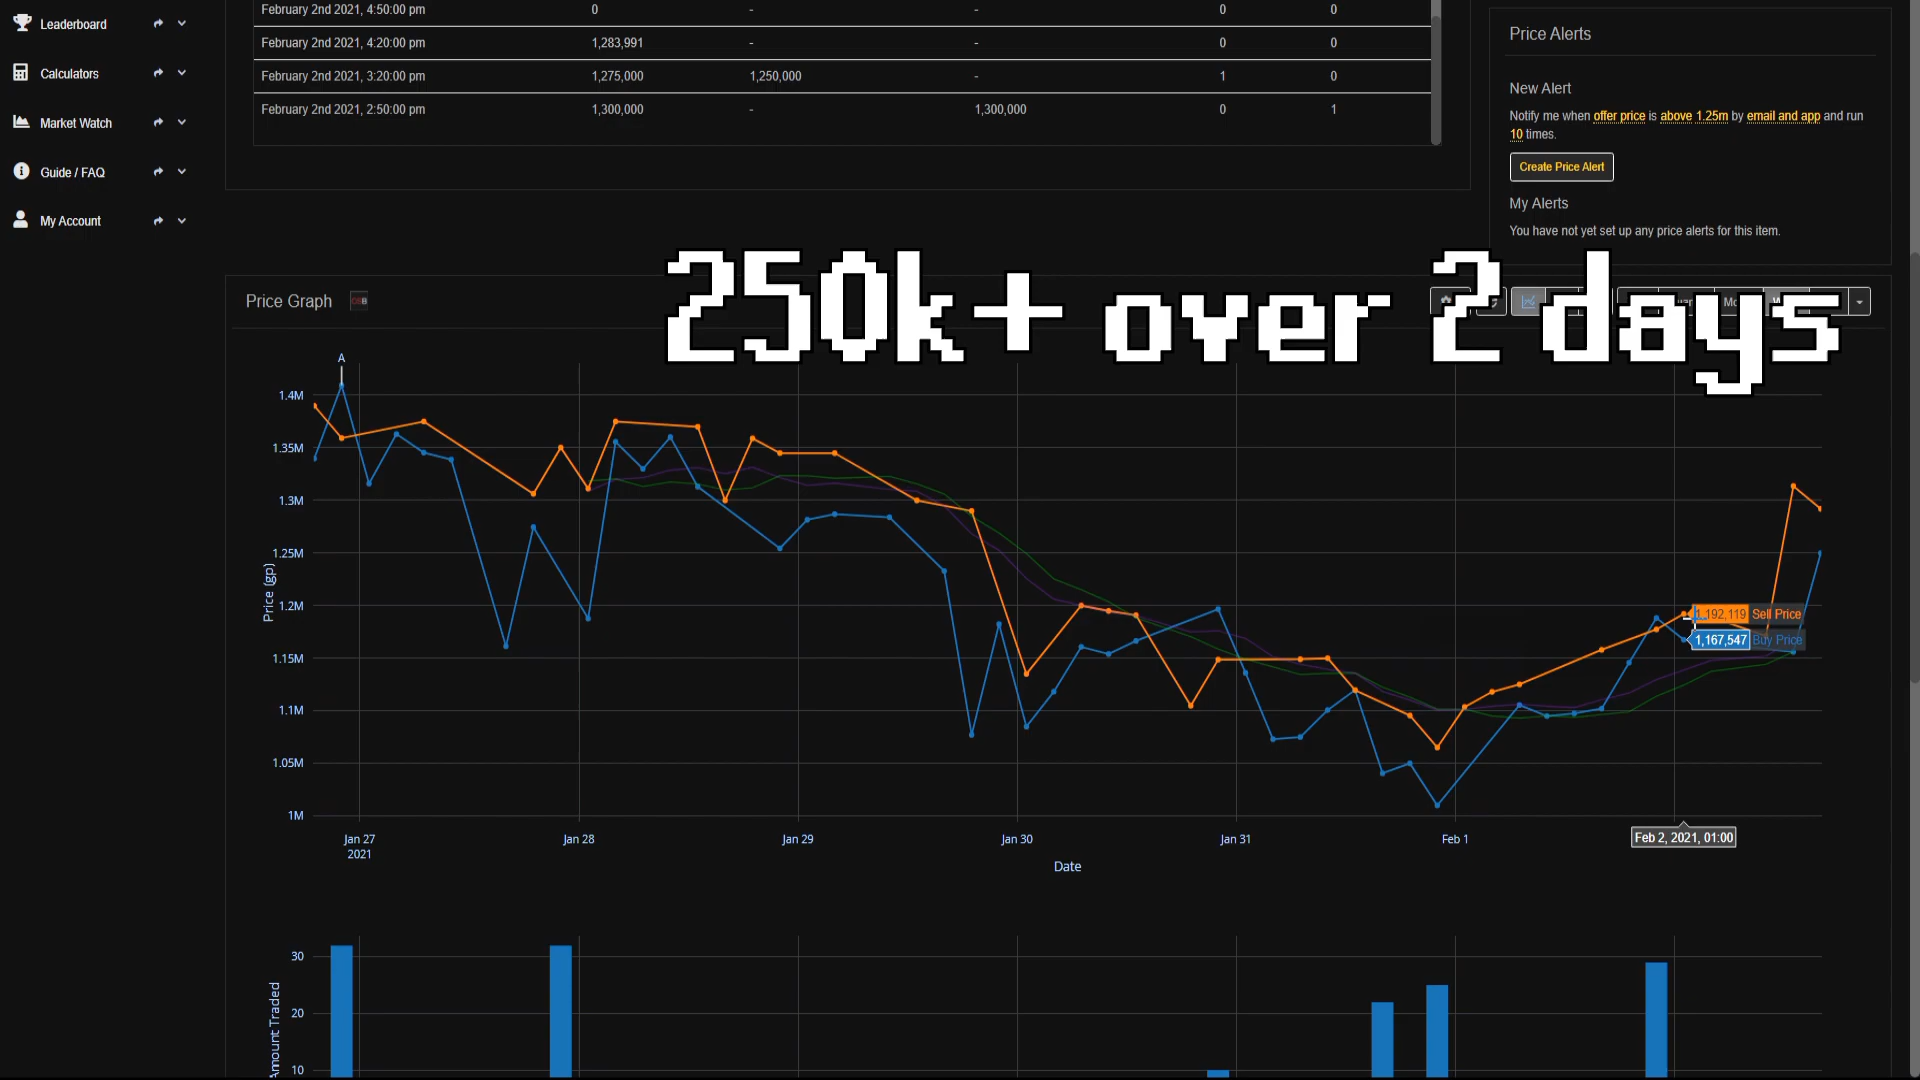 Leaderboard
Calculators
Market Watch
Guide / FAQ
My Account
February 2nd 2021, 4:50:00 pm 0 - - 0 0
February 2nd 2021, 4:20:00 pm 1,283,991 - - 0 0
February 2nd 2021, 3:20:00 pm 1,275,000 1,250,000 - 1 0
February 2nd 2021, 2:50:00 pm 1,300,000 - 1,300,000 0 1
Price Alerts
New Alert
Notify me when offer price is above 1.25m by email and app and run
10 times.
Create Price Alert
My Alerts
You have not yet set up any price alerts for this item.
250k+ over 2 days
Price Graph
A
1.4M
1.35M
1.3M
1.25M
1.2M
1.15M
1.1M
1.05M
1M
Price (gp)
1,192,119 Sell Price
1,167,547 Buy Price
Jan 27
2021
Jan 28
Jan 29
Jan 30
Jan 31
Feb 1
Feb 2, 2021, 01:00
Date
30
20
10
Amount Traded